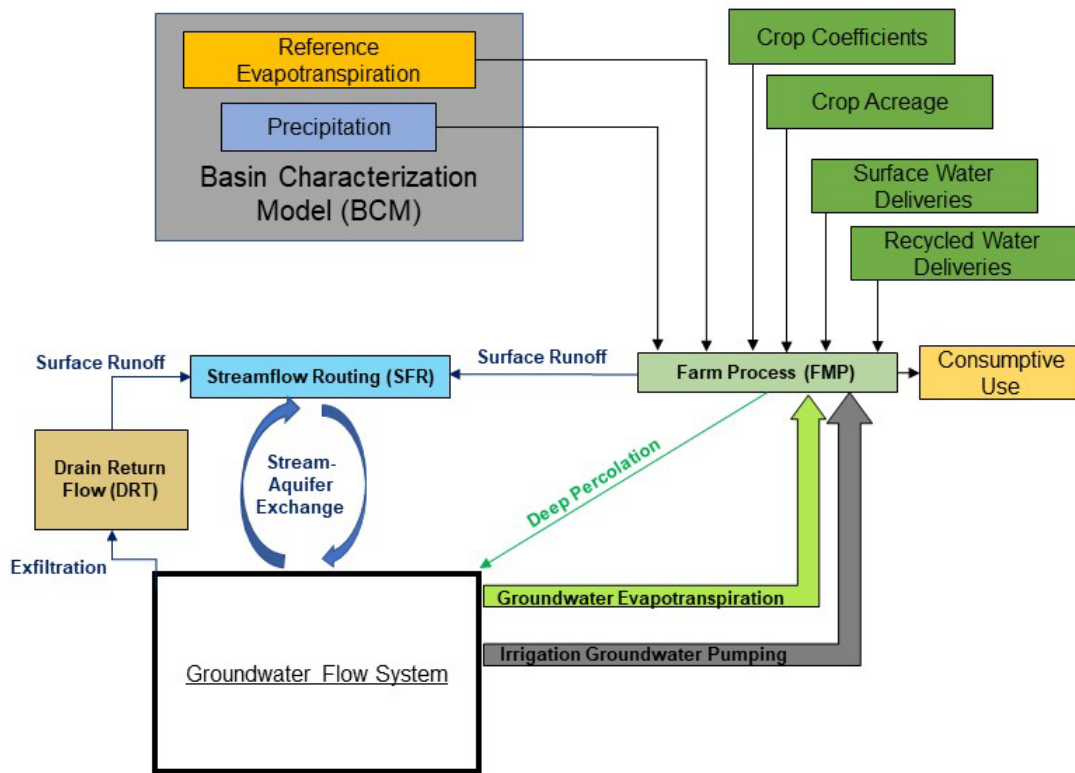 Reference
Evapotranspiration
Precipitation
Basin Characterization
Model (BCM)
Crop Coefficients
Crop Acreage
Surface Water
Deliveries
Recycled Water
Deliveries
Surface Runoff
Streamflow Routing (SFR)
Surface Runoff
Farm Process (FMP)
Consumptive
Use
Drain Return
Flow (DRT)
Stream-
Aquifer
Exchange
Deep Percolation
Exfiltration
Groundwater Evapotranspiration
Irrigation Groundwater Pumping
Groundwater Flow System